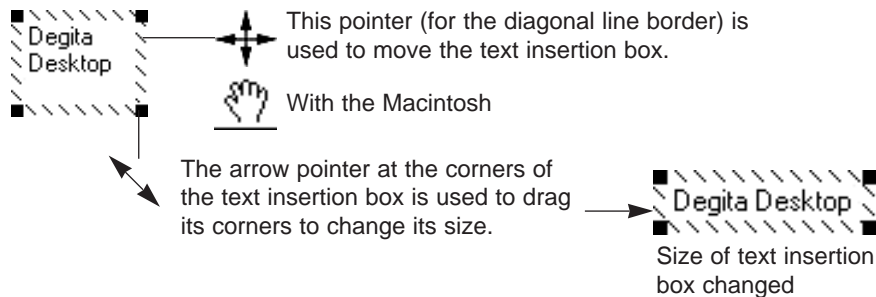 Degita
Desktop
This pointer (for the diagonal line border) is
used to move the text insertion box.
With the Macintosh
The arrow pointer at the corners of
the text insertion box is used to drag
its corners to change its size.
Degita Desktop
Size of text insertion
box changed